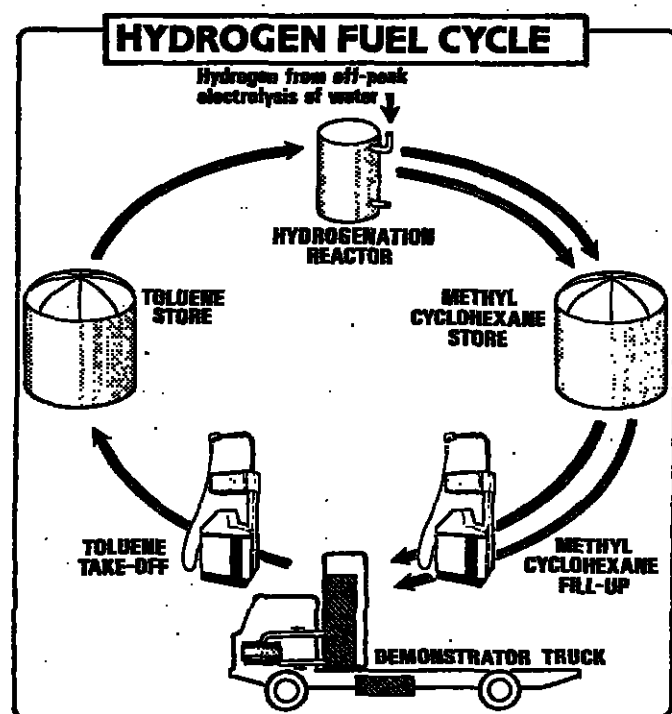 HYDROGEN FUEL CYCLE
Hydrogen from off-peak
electrolysis of water
HYDROGENATION
REACTOR
TOLUENE
STORE
METHYL
CYCLOHEXANE
STORE
TOLUENE
TAKE-OFF
METHYL
CYCLOHEXANE
FILL-UP
DEMONSTRATOR TRUCK